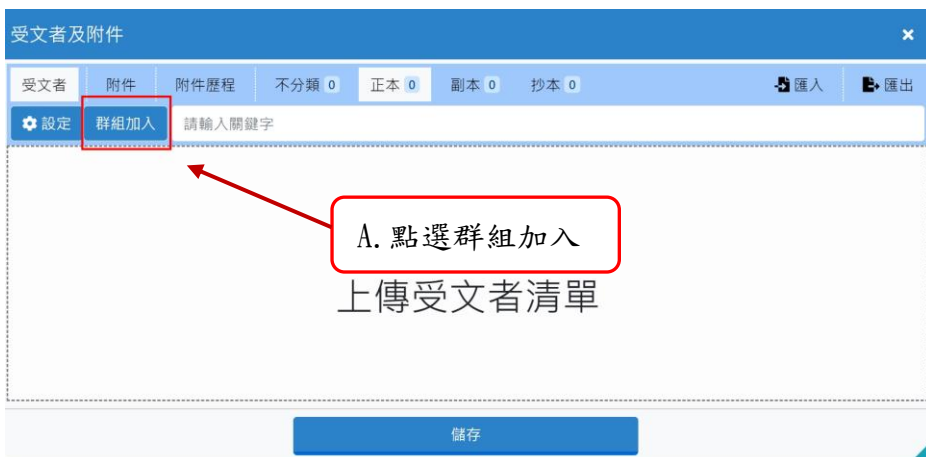 受文者及附件 ×
受文者 附件 附件歷程 不分類 0 正本 0 副本 0 抄本 0 匯入 匯出
設定 群組加入 請輸入關鍵字
A.點選群組加入
上傳受文者清單
儲存